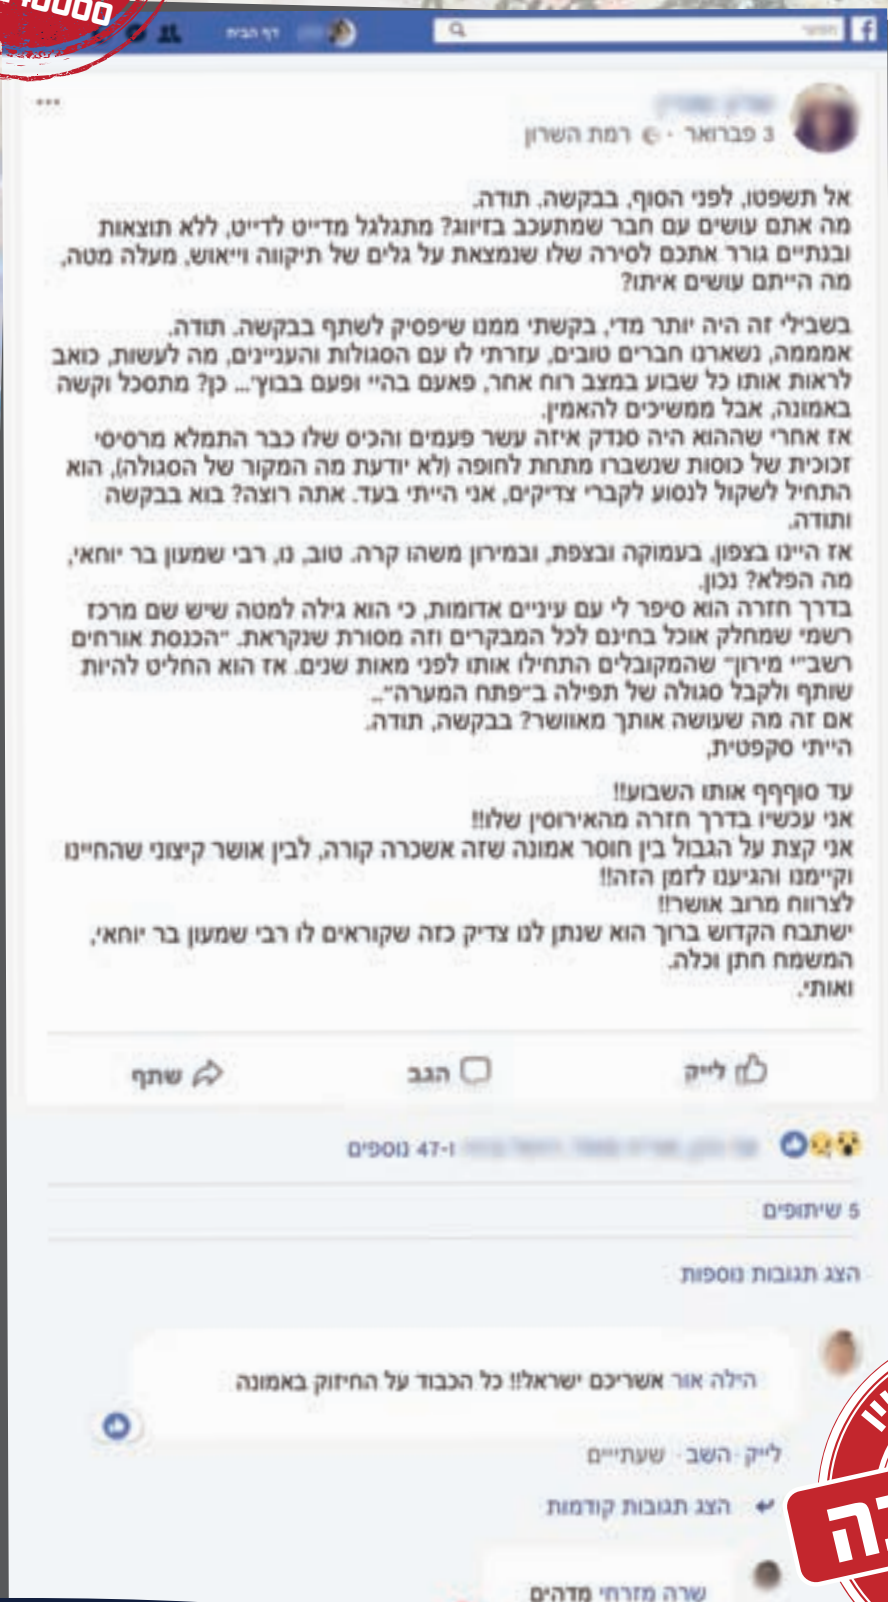 0000
דף הבית
חיפוש
3 פברואר · רמת השרון
אל תשפטו, לפני הסוף, בבקשה. תודה.
מה אתם עושים עם חבר שמתעכב בזיווג? מתגלגל מדייט לדייט, ללא תוצאות
ובנתיים גורר אתכם לסירה שלו שנמצאת על גלים של תיקווה וייאוש, מעלה מטה,
מה הייתם עושים איתו?
בשבילי זה היה יותר מדי, בקשתי ממנו שיפסיק לשתף בבקשה. תודה.
אמממה, נשארנו חברים טובים, עזרתי לו עם הסגולות והעניינים, מה לעשות, כואב
לראות אותו כל שבוע במצב רוח אחר, פאעם בהיי ופעם בבוץ"... כן? מתסכל וקשה
באמונה, אבל ממשיכים להאמין.
אז אחרי שההוא היה סנדק איזה עשר פעמים והכיס שלו כבר התמלא מרסיסי
זכוכית של כוסות שנשברו מתחת לחופה (לא יודעת מה המקור של הסגולה), הוא
התחיל לשקול לנסוע לקברי צדיקים, אני הייתי בעד. אתה רוצה? בוא בבקשה
ותודה.
אז היינו בצפון, בעמוקה ובצפת, ובמירון משהו קרה. טוב, נו, רבי שמעון בר יוחאי,
מה הפלא? נכון.
בדרך חזרה הוא סיפר לי עם עיניים אדומות, כי הוא גילה למטה שיש שם מרכז
רשמי שמחלק אוכל בחינם לכל המבקרים וזה מסורת שנקראת. "הכנסת אורחים
רשב"י מירון" שהמקובלים התחילו אותו לפני מאות שנים. אז הוא החליט להיות
שותף ולקבל סגולה של תפילה ב"פתח המערה"..
אם זה מה שעושה אותך מאוושר? בבקשה, תודה.
הייתי סקפטית,
עד סוףףף אותו השבוע!!
אני עכשיו בדרך חזרה מהאירוסין שלו!!
אני קצת על הגבול בין חוסר אמונה שזה אשכרה קורה, לבין אושר קיצוני שהחיינו
וקיימנו והגיענו לזמן הזה!!
לצרווח מרוב אושר!!
ישתבח הקדוש ברוך הוא שנתן לנו צדיק כזה שקוראים לו רבי שמעון בר יוחאי,
המשמח חתן וכלה.
ואותי.
לייק
הגב
שתף
ו-47 נוספים
5 שיתופים
הצג תגובות נוספות
הילה אור אשריכם ישראל!! כל הכבוד על החיזוק באמונה
לייק · השב · שעתיים
הצג תגובות קודמות
שרה מזרחי מדהים